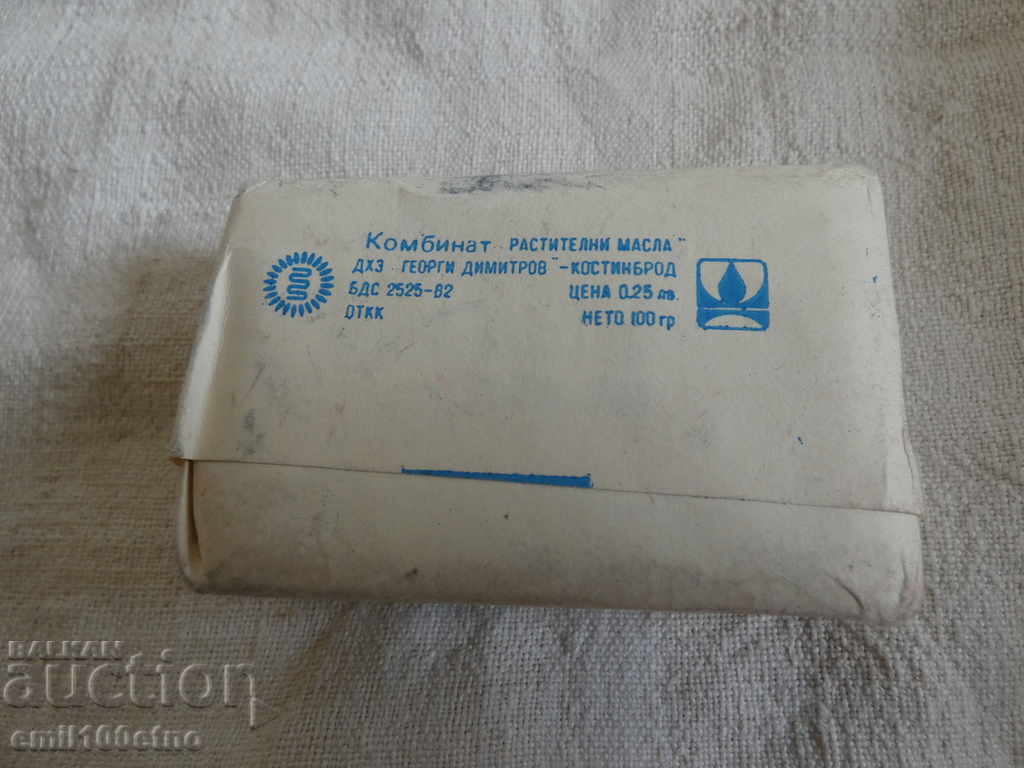 Комбинат „РАСТИТЕЛНИ МАСЛА"
ДХЗ „ГЕОРГИ ДИМИТРОВ"-КОСТИНБРОД
БДС 2525-82 ЦЕНА 0.25 лв.
ОТКК НЕТО 100 гр
BALKAN
auction
emil100etno